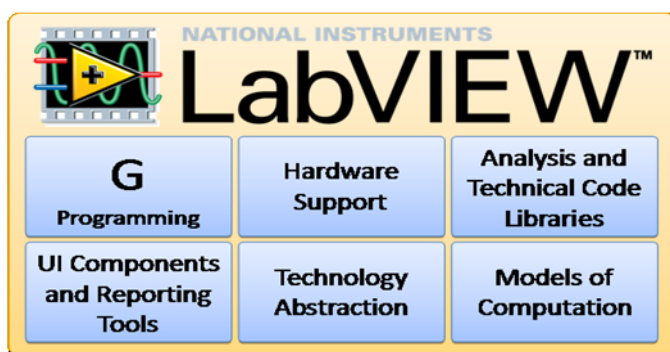 NATIONAL INSTRUMENTS
LabVIEW™
G
Programming
Hardware
Support
Analysis and
Technical Code
Libraries
UI Components
and Reporting
Tools
Technology
Abstraction
Models of
Computation